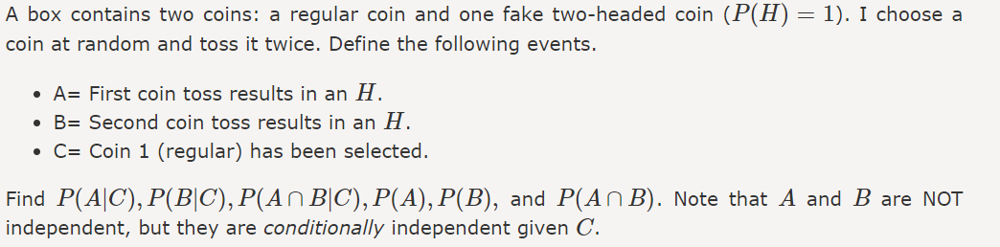 A box contains two coins: a regular coin and one fake two-headed coin (P(H) = 1). I choose a
coin at random and toss it twice. Define the following events.
• A= First coin toss results in an H.
• B= Second coin toss results in an H.
• C= Coin 1 (regular) has been selected.
Find P(A|C), P(B|C), P(A ∩ B|C), P(A), P(B), and P(A ∩ B). Note that A and B are NOT
independent, but they are conditionally independent given C.